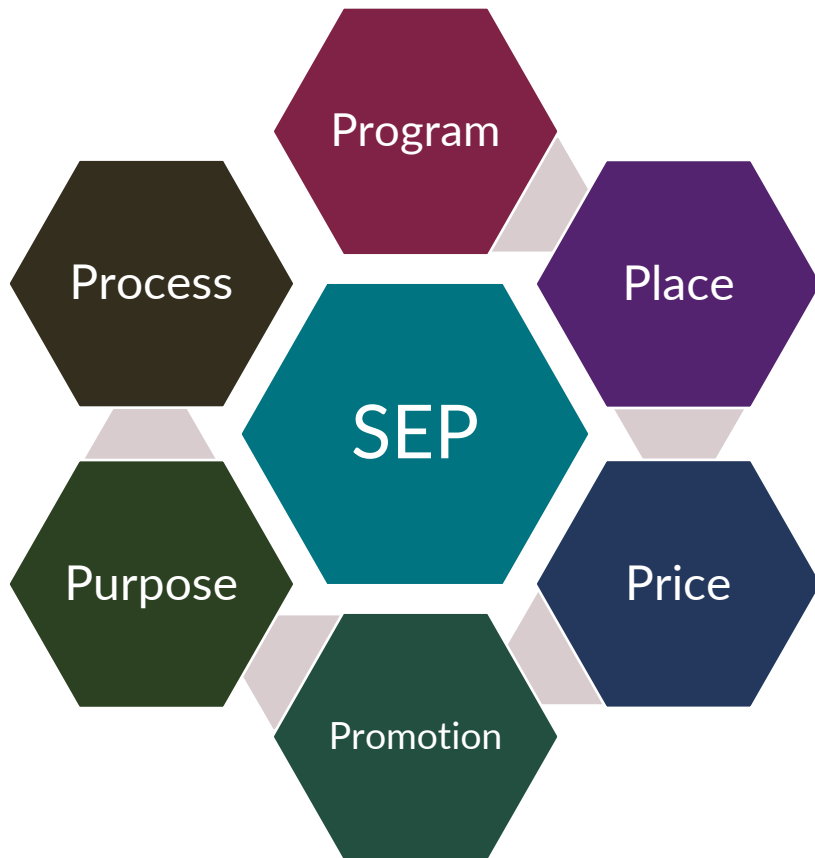 Program
Place
Price
Promotion
Purpose
Process
SEP